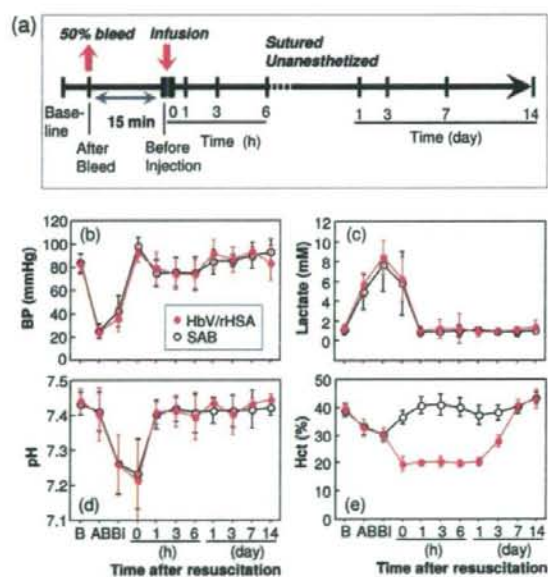 (a)
50% bleed Infusion
Sutured
Unanesthetized
Base-
line
15 min
0 1 3 6 1 3 7 14
Time (h) Time (day)
After
Bleed
Before
Injection
(b)
BP (mmHg)
120
100
80
60
40
20
0
HbV/rHSA
SAB
(c)
Lactate (mM)
12
10
8
6
4
2
0
(d)
pH
7.5
7.4
7.3
7.2
7.1
B ABBI 0 1 3 6 1 3 7 14
(h) (day)
Time after resuscitation
(e)
Hct (%)
50
40
30
20
10
0
B ABBI 0 1 3 6 1 3 7 14
(h) (day)
Time after resuscitation